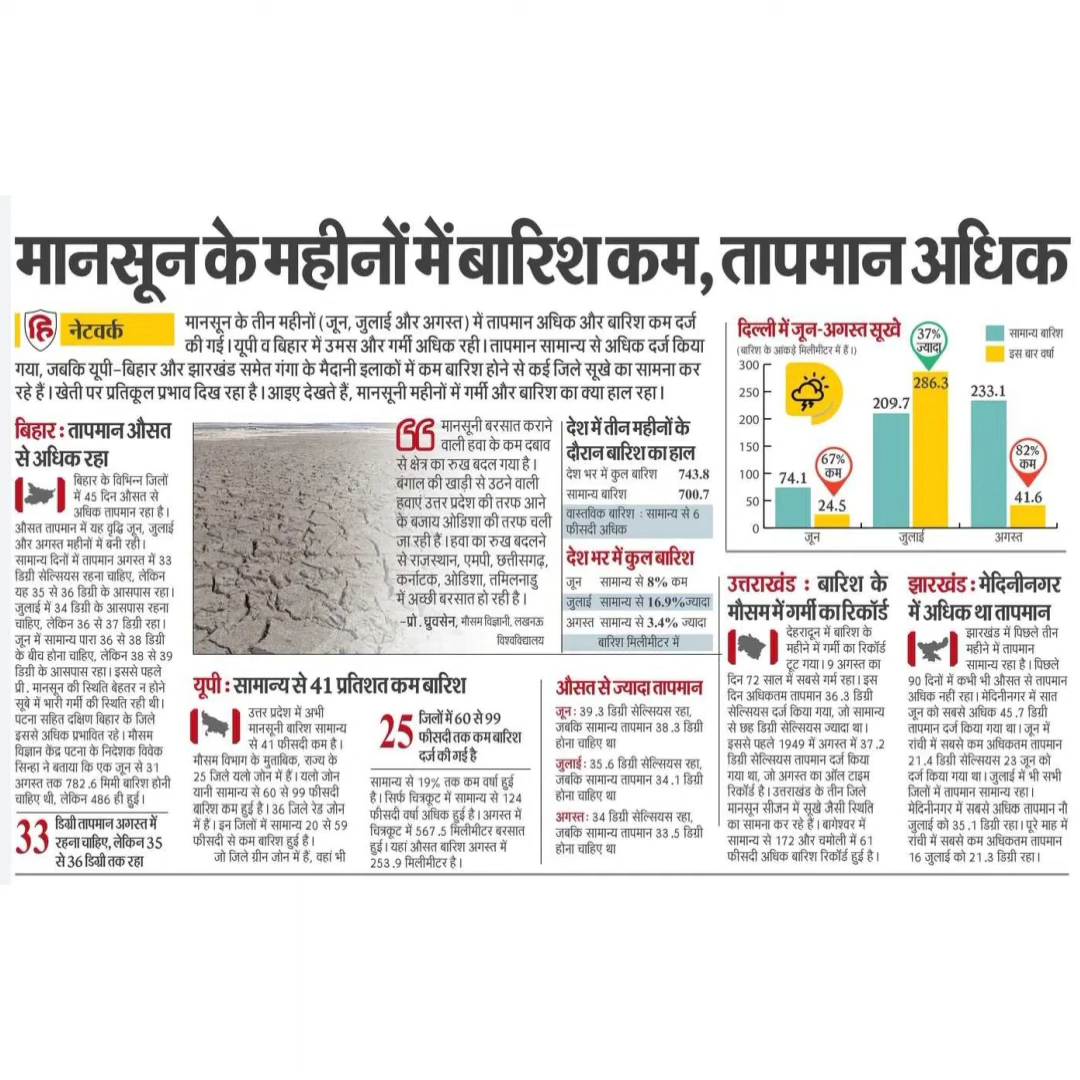 मानसून के महीनों में बारिश कम, तापमान अधिक
हि नेटवर्क
मानसून के तीन महीनों (जून, जुलाई और अगस्त) में तापमान अधिक और बारिश कम दर्ज
की गई। यूपी व बिहार में उमस और गर्मी अधिक रही। तापमान सामान्य से अधिक दर्ज किया
गया, जबकि यूपी-बिहार और झारखंड समेत गंगा के मैदानी इलाकों में कम बारिश होने से कई जिले सूखे का सामना कर
रहे हैं। खेती पर प्रतिकूल प्रभाव दिख रहा है। आइए देखते हैं, मानसूनी महीनों में गर्मी और बारिश का क्या हाल रहा।
बिहार : तापमान औसत
से अधिक रहा
बिहार के विभिन्न जिलों
में 45 दिन औसत से
अधिक तापमान रहा है।
औसत तापमान में यह वृद्धि जून, जुलाई
और अगस्त महीनों में बनी रही।
सामान्य दिनों में तापमान अगस्त में 33
डिग्री सेल्सियस रहना चाहिए, लेकिन
यह 35 से 36 डिग्री के आसपास रहा।
जुलाई में 34 डिग्री के आसपास रहना
चाहिए, लेकिन 36 से 37 डिग्री रहा।
जून में सामान्य पारा 36 से 38 डिग्री
के बीच होना चाहिए, लेकिन 38 से 39
डिग्री के आसपास रहा। इससे पहले
प्री. मानसून की स्थिति बेहतर न होने
सूबे में भारी गर्मी की स्थिति रही थी।
पटना सहित दक्षिण बिहार के जिले
इससे अधिक प्रभावित रहे। मौसम
विज्ञान केंद्र पटना के निदेशक विवेक
सिन्हा ने बताया कि एक जून से 31
अगस्त तक 782.6 मिमी बारिश होनी
चाहिए थी, लेकिन 486 ही हुई।
33 डिग्री तापमान अगस्त में
रहना चाहिए, लेकिन 35
से 36 डिग्री तक रहा
मानसूनी बरसात कराने
वाली हवा के कम दबाव
से क्षेत्र का रुख बदल गया है।
बंगाल की खाड़ी से उठने वाली
हवाएं उत्तर प्रदेश की तरफ आने
के बजाय ओडिशा की तरफ चली
जा रही हैं। हवा का रुख बदलने
से राजस्थान, एमपी, छत्तीसगढ़,
कर्नाटक, ओडिशा, तमिलनाडु
में अच्छी बरसात हो रही है।
-प्रो. ध्रुवसेन, मौसम विज्ञानी, लखनऊ
विश्वविद्यालय
यूपी : सामान्य से 41 प्रतिशत कम बारिश
उत्तर प्रदेश में अभी
मानसूनी बारिश सामान्य
से 41 फीसदी कम है।
मौसम विभाग के मुताबिक, राज्य के
25 जिले यलो जोन में हैं। यलो जोन
यानी सामान्य से 60 से 99 फीसदी
बारिश कम हुई है। 36 जिले रेड जोन
में हैं। इन जिलों में सामान्य 20 से 59
फीसदी से कम बारिश हुई है।
जो जिले ग्रीन जोन में हैं, वहां भी
25 जिलों में 60 से 99
फीसदी तक कम बारिश
दर्ज की गई है
सामान्य से 19% तक कम वर्षा हुई
है। सिर्फ चित्रकूट में सामान्य से 124
फीसदी वर्षा अधिक हुई है। अगस्त में
चित्रकूट में 567.5 मिलीमीटर बरसात
हुई। यहां औसत बारिश अगस्त में
253.9 मिलीमीटर है।
देश में तीन महीनों के
दौरान बारिश का हाल
देश भर में कुल बारिश 743.8
सामान्य बारिश 700.7
वास्तविक बारिश : सामान्य से 6
फीसदी अधिक
देश भर में कुल बारिश
जून सामान्य से 8% कम
जुलाई सामान्य से 16.9% ज्यादा
अगस्त सामान्य से 3.4% ज्यादा
बारिश मिलीमीटर में
औसत से ज्यादा तापमान
जून : 39.3 डिग्री सेल्सियस रहा,
जबकि सामान्य तापमान 38.3 डिग्री
होना चाहिए था
जुलाई : 35.6 डिग्री सेल्सियस रहा,
जबकि सामान्य तापमान 34.1 डिग्री
होना चाहिए था
अगस्त : 34 डिग्री सेल्सियस रहा,
जबकि सामान्य तापमान 33.5 डिग्री
होना चाहिए था
दिल्ली में जून-अगस्त सूखे
(बारिश के आंकड़े मिलीमीटर में हैं।)
सामान्य बारिश
इस बार वर्षा
300
250
200
150
100
50
0
74.1
67% कम
24.5
209.7
37% ज्यादा
286.3
233.1
82% कम
41.6
जून जुलाई अगस्त
उत्तराखंड : बारिश के
मौसम में गर्मी का रिकॉर्ड
देहरादून में बारिश के
महीने में गर्मी का रिकॉर्ड
टूट गया। 9 अगस्त का
दिन 72 साल में सबसे गर्म रहा। इस
दिन अधिकतम तापमान 36.3 डिग्री
सेल्सियस दर्ज किया गया, जो सामान्य
से छह डिग्री सेल्सियस ज्यादा था।
इससे पहले 1949 में अगस्त में 37.2
डिग्री सेल्सियस तापमान दर्ज किया
गया था, जो अगस्त का ऑल टाइम
रिकॉर्ड है। उत्तराखंड के तीन जिले
मानसून सीजन में सूखे जैसी स्थिति
का सामना कर रहे हैं। बागेश्वर में
सामान्य से 172 और चमोली में 61
फीसदी अधिक बारिश रिकॉर्ड हुई है।
झारखंड : मेदिनीनगर
में अधिक था तापमान
झारखंड में पिछले तीन
महीने में तापमान
सामान्य रहा है। पिछले
90 दिनों में कभी भी औसत से तापमान
अधिक नही रहा। मेदिनीनगर में सात
जून को सबसे अधिक 45.7 डिग्री
तापमान दर्ज किया गया था। जून में
रांची में सबसे कम अधिकतम तापमान
21.4 डिग्री सेल्सियस 23 जून को
दर्ज किया गया था। जुलाई में भी सभी
जिलों में तापमान सामान्य रहा।
मेदिनीनगर में सबसे अधिक तापमान नौ
जुलाई को 35.1 डिग्री रहा। पूरे माह में
रांची में सबसे कम अधिकतम तापमान
16 जुलाई को 21.3 डिग्री रहा।